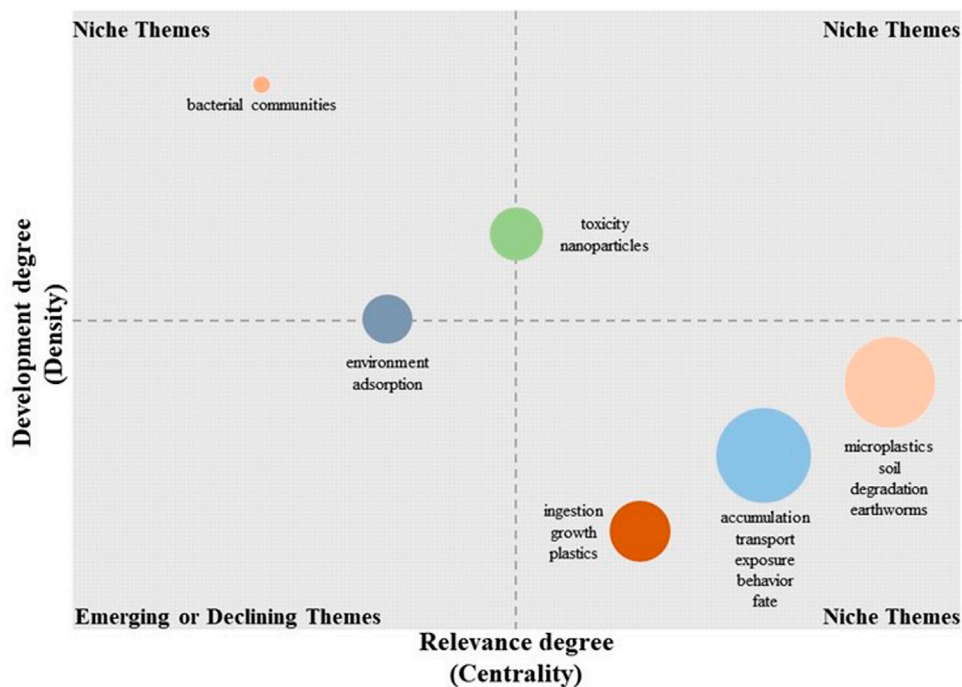 Niche Themes
Niche Themes
bacterial communities
toxicity
nanoparticles
environment
adsorption
microplastics
soil
degradation
earthworms
ingestion
growth
plastics
accumulation
transport
exposure
behavior
fate
Emerging or Declining Themes
Niche Themes
Development degree
(Density)
Relevance degree
(Centrality)